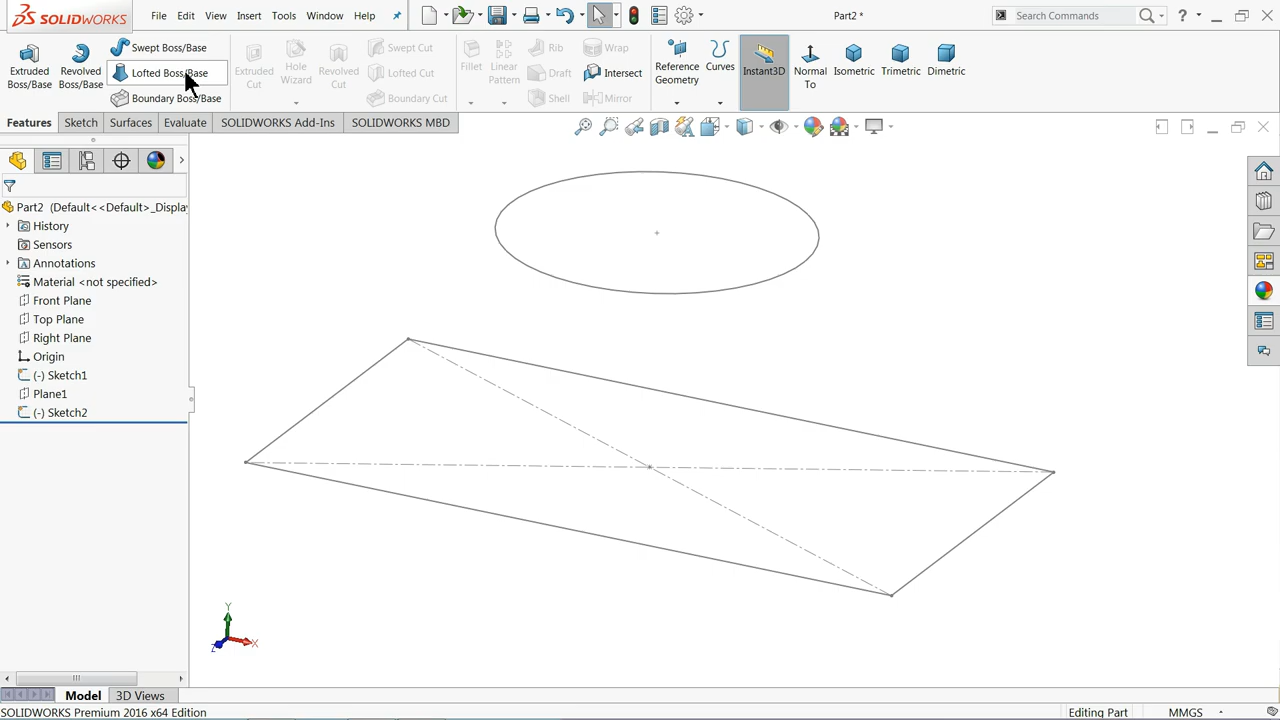 SOLIDWORKS File Edit View Insert Tools Window Help Part2 * Search Commands ?
Extruded Boss/Base
Revolved Boss/Base
Swept Boss/Base
Lofted Boss/Base
Boundary Boss/Base
Extruded Cut
Hole Wizard
Revolved Cut
Swept Cut
Lofted Cut
Boundary Cut
Fillet
Linear Pattern
Rib
Draft
Shell
Wrap
Intersect
Mirror
Reference Geometry
Curves
Instant3D
Normal To
Isometric
Trimetric
Dimetric
Features Sketch Surfaces Evaluate SOLIDWORKS Add-Ins SOLIDWORKS MBD
Part2 (Default<<Default>_Displa
History
Sensors
Annotations
Material <not specified>
Front Plane
Top Plane
Right Plane
Origin
(-) Sketch1
Plane1
(-) Sketch2
Y
X
Z
Model 3D Views
SOLIDWORKS Premium 2016 x64 Edition Editing Part MMGS